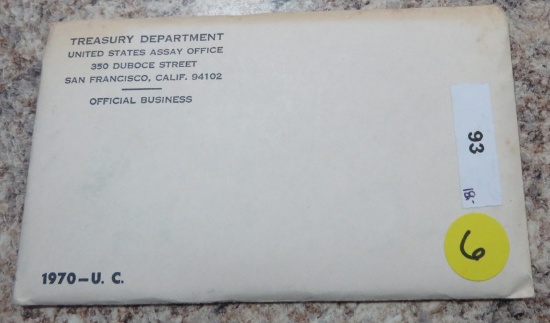 TREASURY DEPARTMENT
UNITED STATES ASSAY OFFICE
350 DUBOCE STREET
SAN FRANCISCO, CALIF. 94102
OFFICIAL BUSINESS
93
18-
6
1970—U. C.